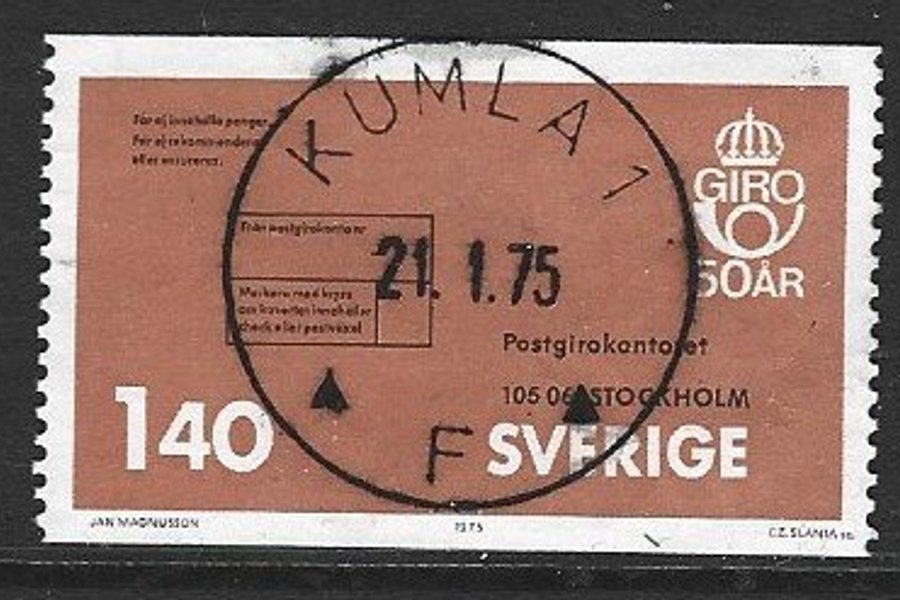 KUMLA 1
Får ej innehålla pengar.
Får ej rekommenderas
eller assureras.
GIRO
50 ÅR
Från postgirokonto nr
21. 1. 75
Markera med kryss
om kuvertet innehåller
check eller postväxel
Postgirokontoret
105 06 STOCKHOLM
140
F
SVERIGE
JAN MAGNUSSON
1975
CZ. SLANIA sc.